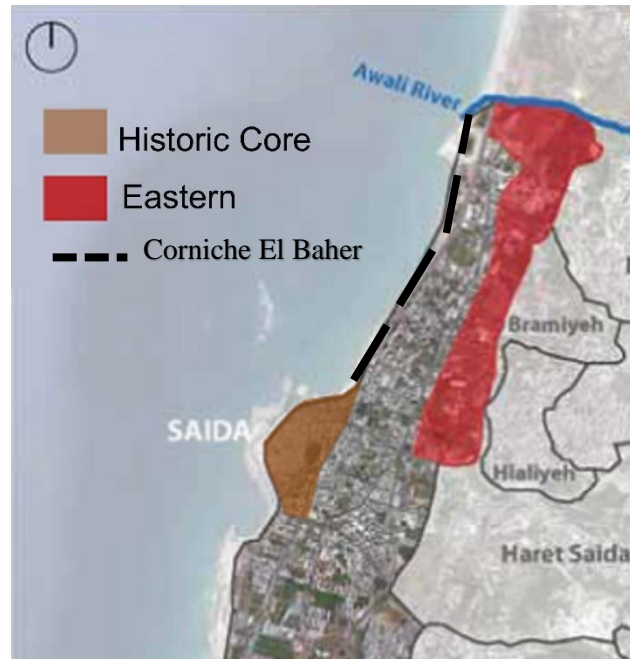 Awali River
Historic Core
Eastern
Corniche El Baher
Bramiyeh
SAIDA
Hlaliyeh
Haret Saida